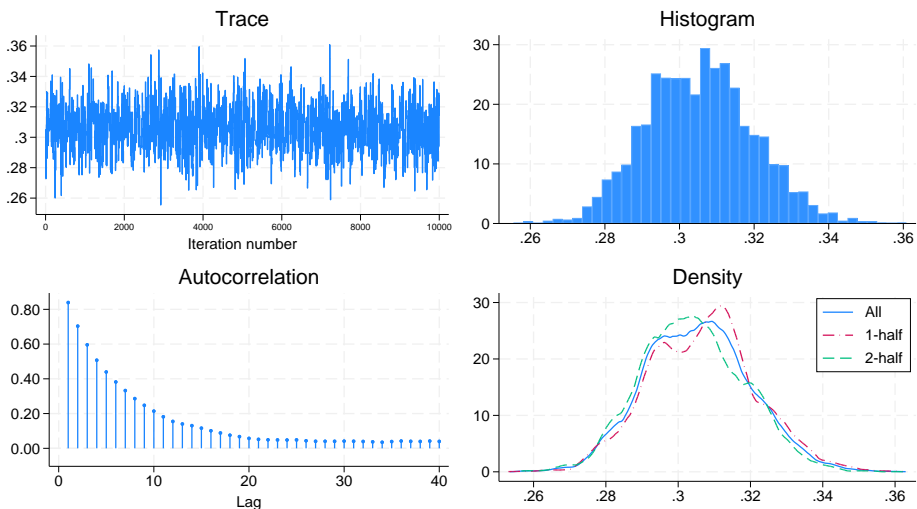 Trace
.36
.34
.32
.3
.28
.26
0 2000 4000 6000 8000 10000
Iteration number
Histogram
30
20
10
0
.26 .28 .3 .32 .34 .36
Autocorrelation
0.80
0.60
0.40
0.20
0.00
0 10 20 30 40
Lag
Density
30
20
10
0
.26 .28 .3 .32 .34 .36
All
1-half
2-half